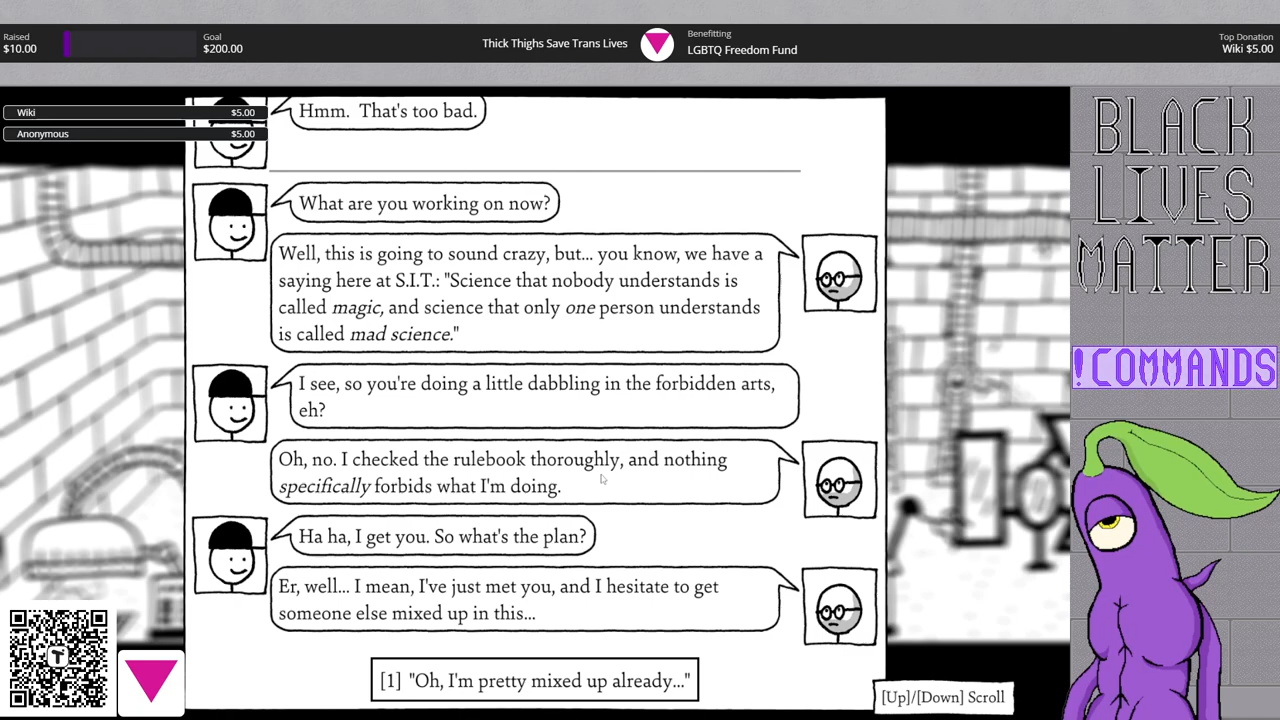 Raised
$10.00
Goal
$200.00
Thick Thighs Save Trans Lives
Benefitting
LGBTQ Freedom Fund
Top Donation
Wiki $5.00
Wiki $5.00
Anonymous $5.00
Hmm. That's too bad.
What are you working on now?
Well, this is going to sound crazy, but... you know, we have a
saying here at S.I.T.: "Science that nobody understands is
called magic, and science that only one person understands
is called mad science."
I see, so you're doing a little dabbling in the forbidden arts,
eh?
Oh, no. I checked the rulebook thoroughly, and nothing
specifically forbids what I'm doing.
Ha ha, I get you. So what's the plan?
Er, well... I mean, I've just met you, and I hesitate to get
someone else mixed up in this...
[1] "Oh, I'm pretty mixed up already..."
[Up]/[Down] Scroll
BLACK
LIVES
MATTER
!COMMANDS
T